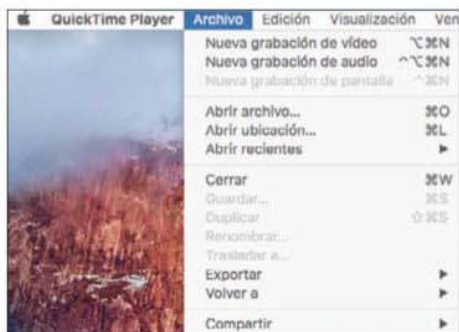 QuickTime Player Archivo Edición Visualización Ven
Nueva grabación de vídeo ⌥⌘N
Nueva grabación de audio ^⌥⌘N
Nueva grabación de pantalla ^⌘N
Abrir archivo... ⌘O
Abrir ubicación... ⌘L
Abrir recientes ▶
Cerrar ⌘W
Guardar... ⌘S
Duplicar ⇧⌘S
Renombrar...
Trasladar a...
Exportar ▶
Volver a ▶
Compartir ▶